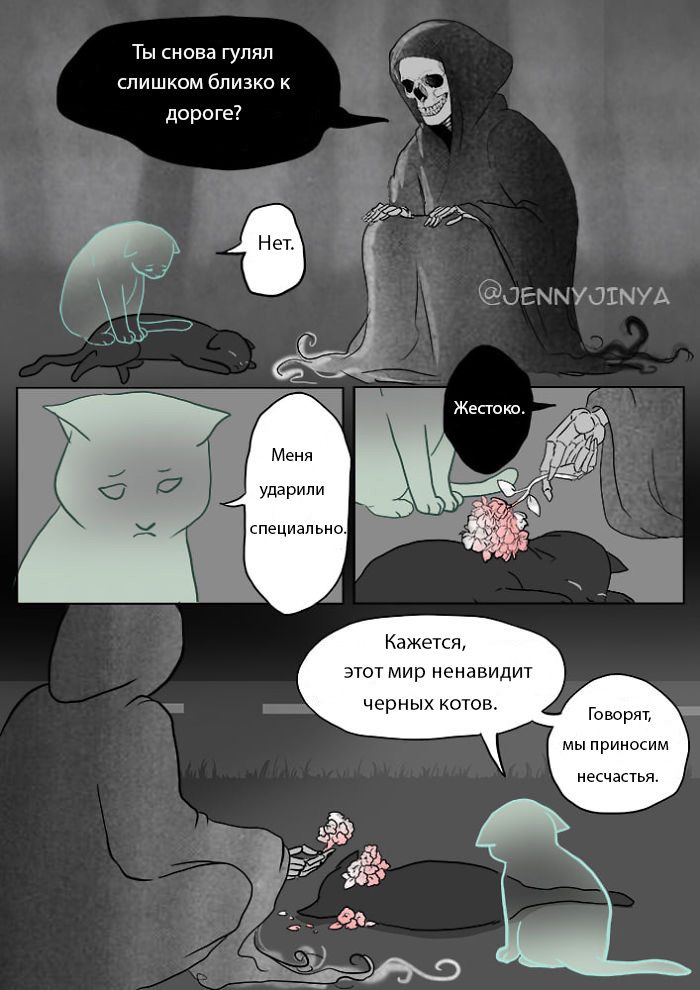 Ты снова гулял
слишком близко к
дороге?
Нет.
@JENNYJINYA
Меня
ударили
специально.
Жестоко.
Кажется,
этот мир ненавидит
черных котов.
Говорят,
мы приносим
несчастья.